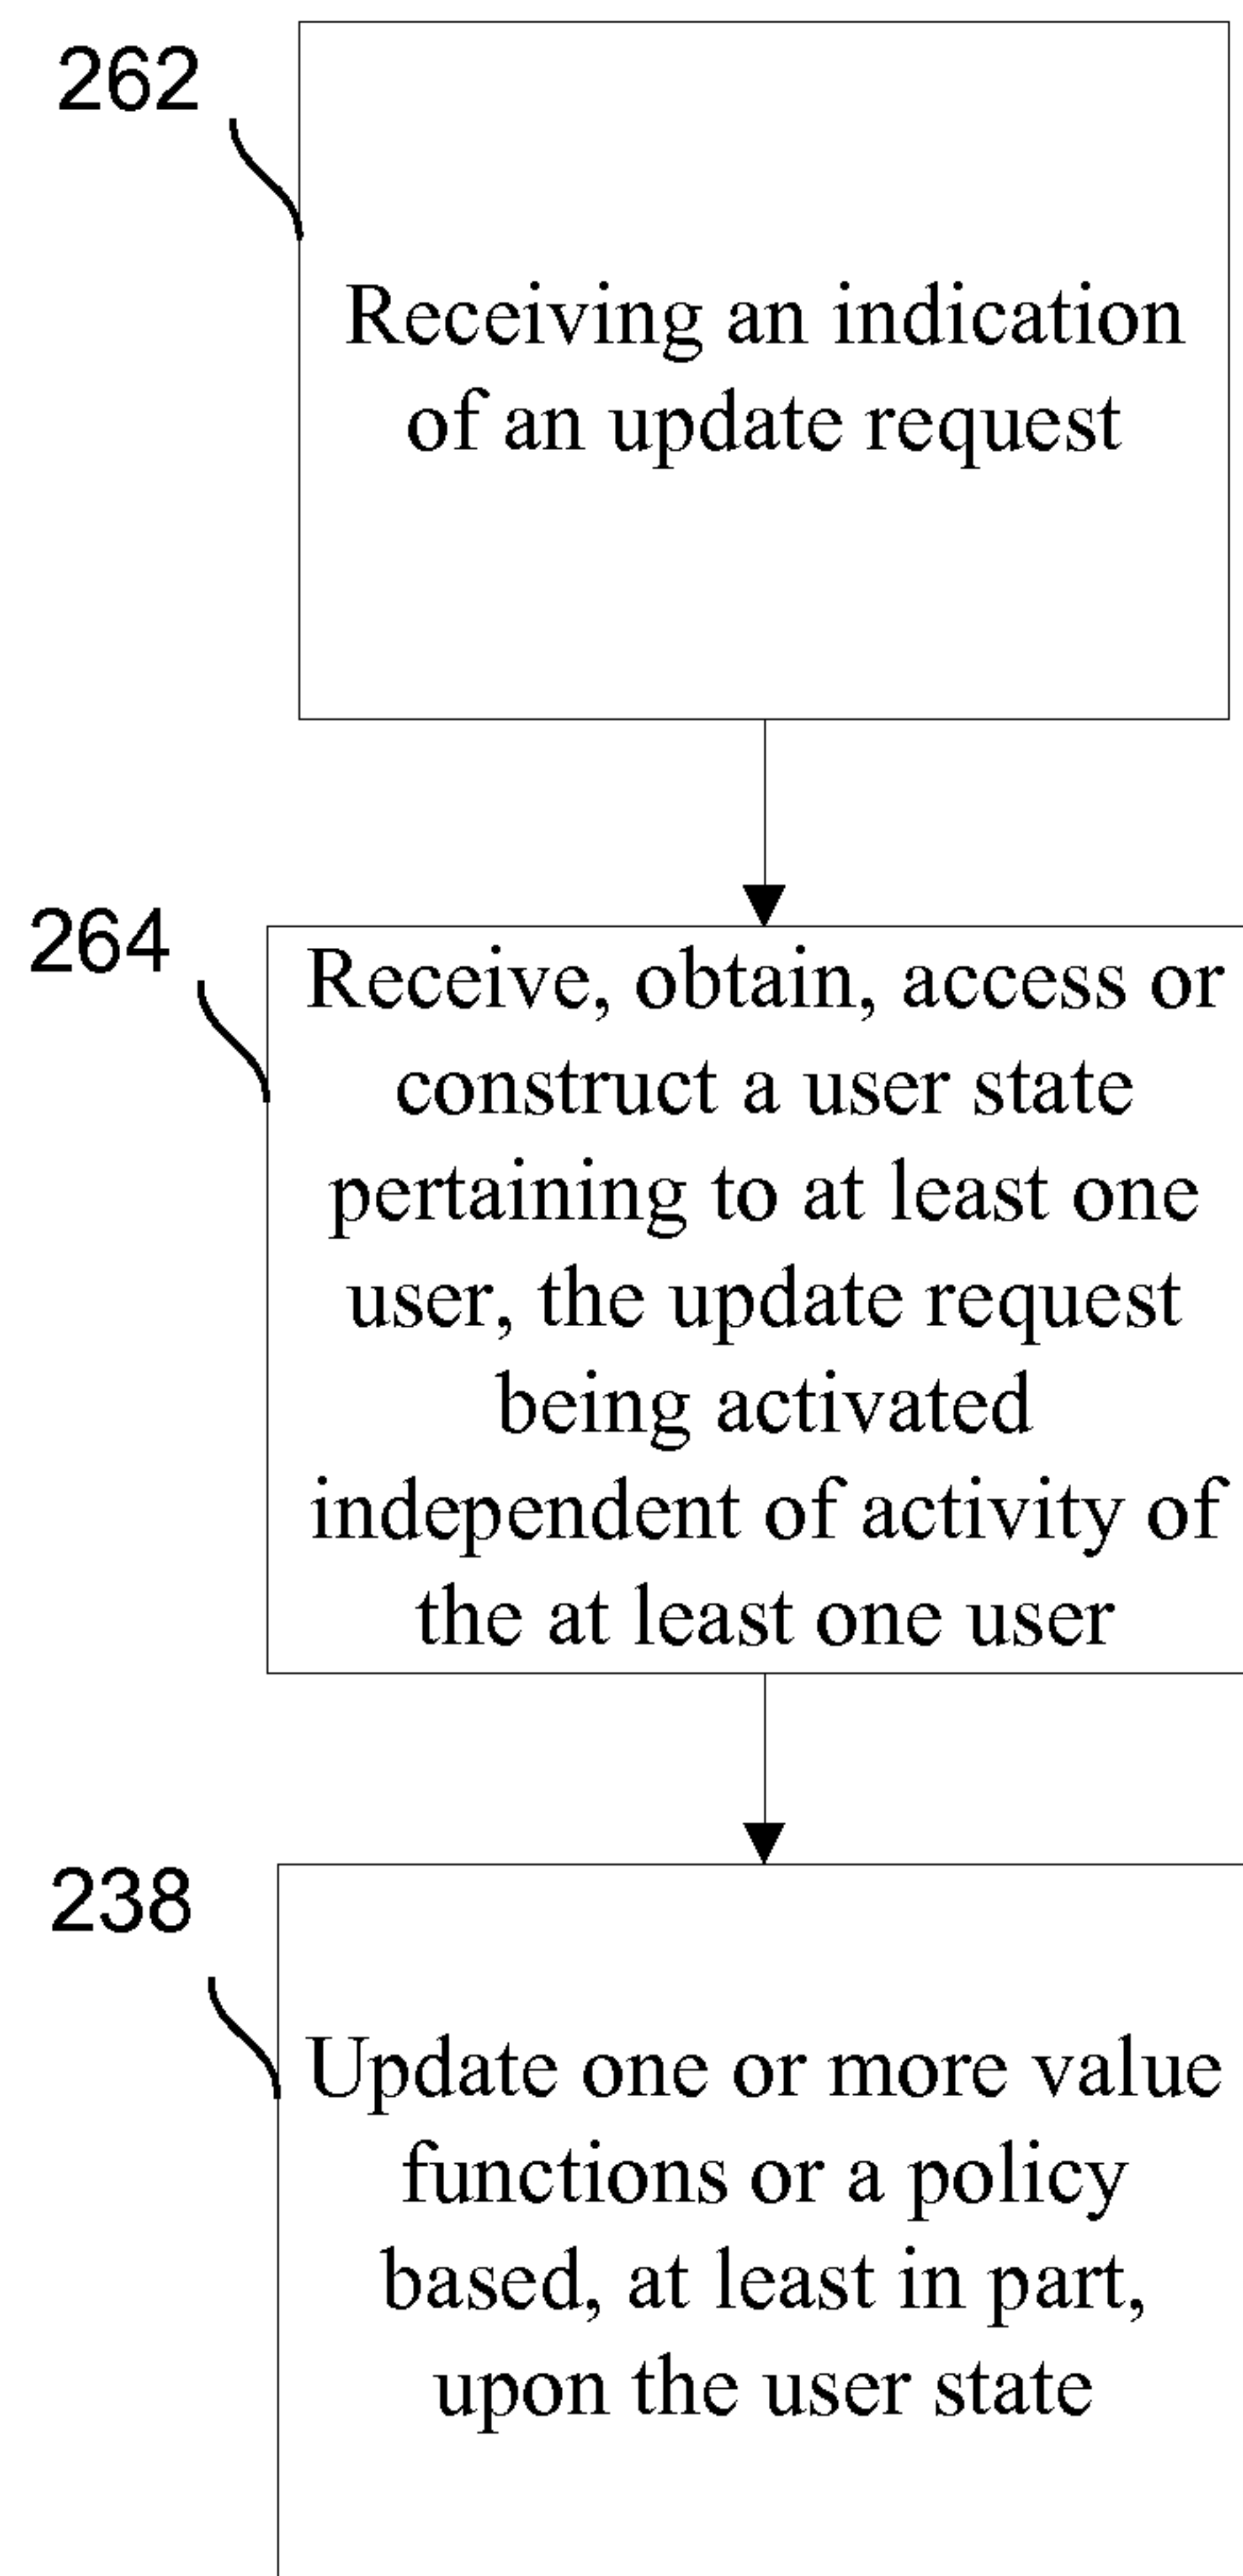 262
Receiving an indication
of an update request
264
Receive, obtain, access or
construct a user state
pertaining to at least one
user, the update request
being activated
independent of activity of
the at least one user
238
Update one or more value
functions or a policy
based, at least in part,
upon the user state